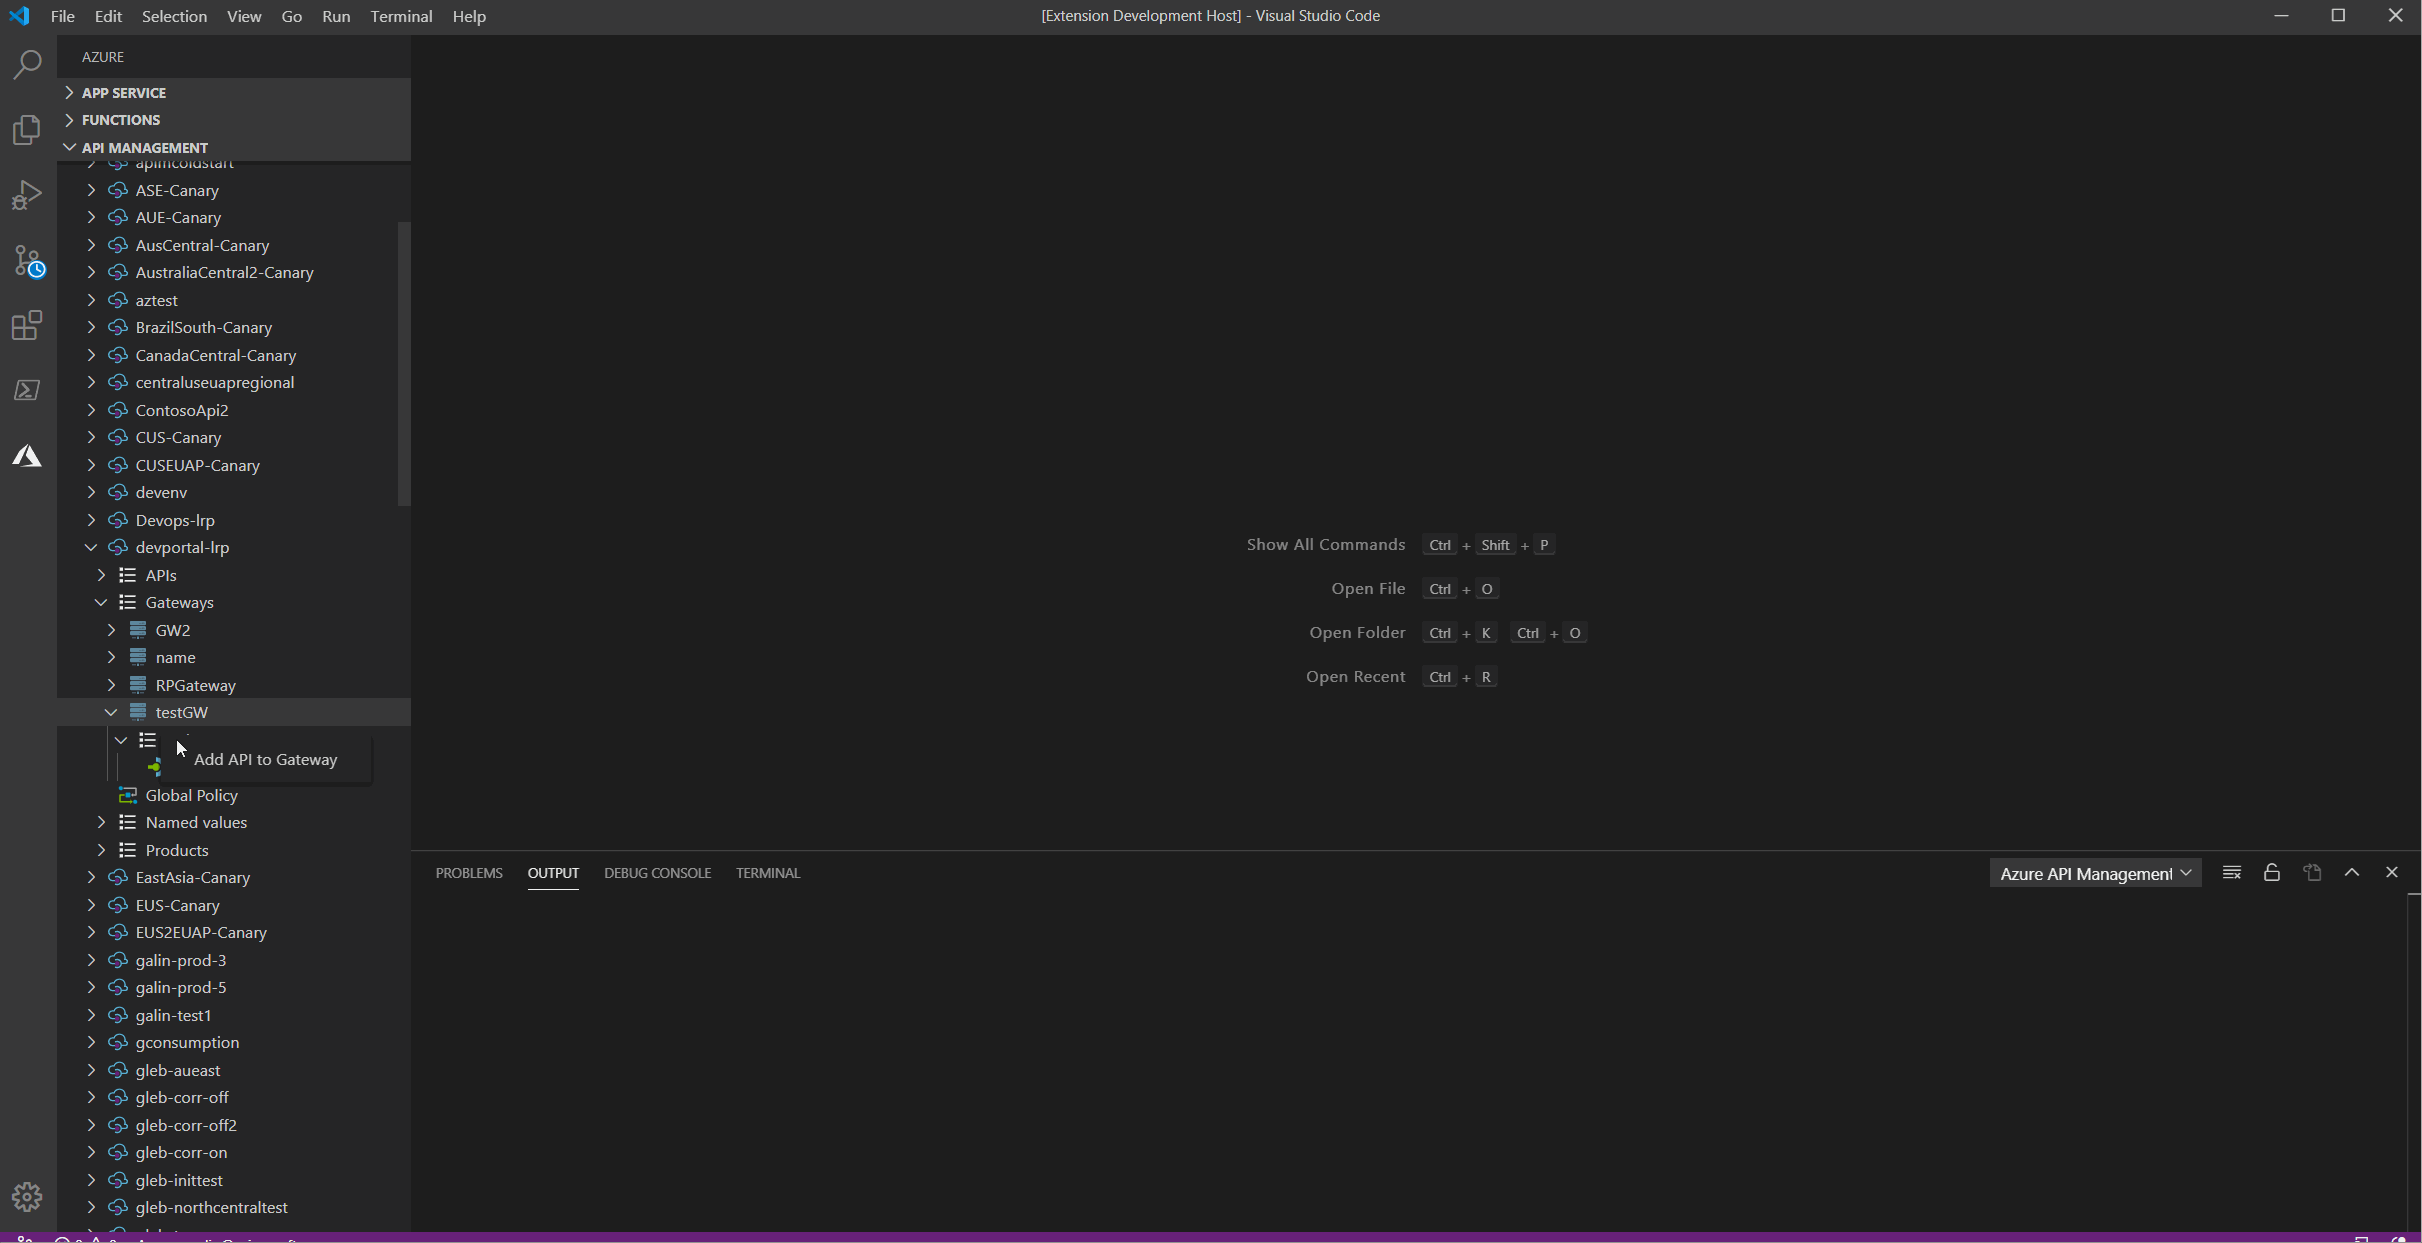 File Edit Selection View Go Run Terminal Help
[Extension Development Host] - Visual Studio Code
AZURE
APP SERVICE
FUNCTIONS
API MANAGEMENT
apimcoldstart
ASE-Canary
AUE-Canary
AusCentral-Canary
AustraliaCentral2-Canary
aztest
BrazilSouth-Canary
CanadaCentral-Canary
centraluseuapregional
ContosoApi2
CUS-Canary
CUSEUAP-Canary
devenv
Devops-lrp
devportal-lrp
APIs
Gateways
GW2
name
RPGateway
testGW
Add API to Gateway
Global Policy
Named values
Products
EastAsia-Canary
EUS-Canary
EUS2EUAP-Canary
galin-prod-3
galin-prod-5
galin-test1
gconsumption
gleb-aueast
gleb-corr-off
gleb-corr-off2
gleb-corr-on
gleb-inittest
gleb-northcentraltest
Show All Commands Ctrl + Shift + P
Open File Ctrl + O
Open Folder Ctrl + K Ctrl + O
Open Recent Ctrl + R
PROBLEMS OUTPUT DEBUG CONSOLE TERMINAL
Azure API Management